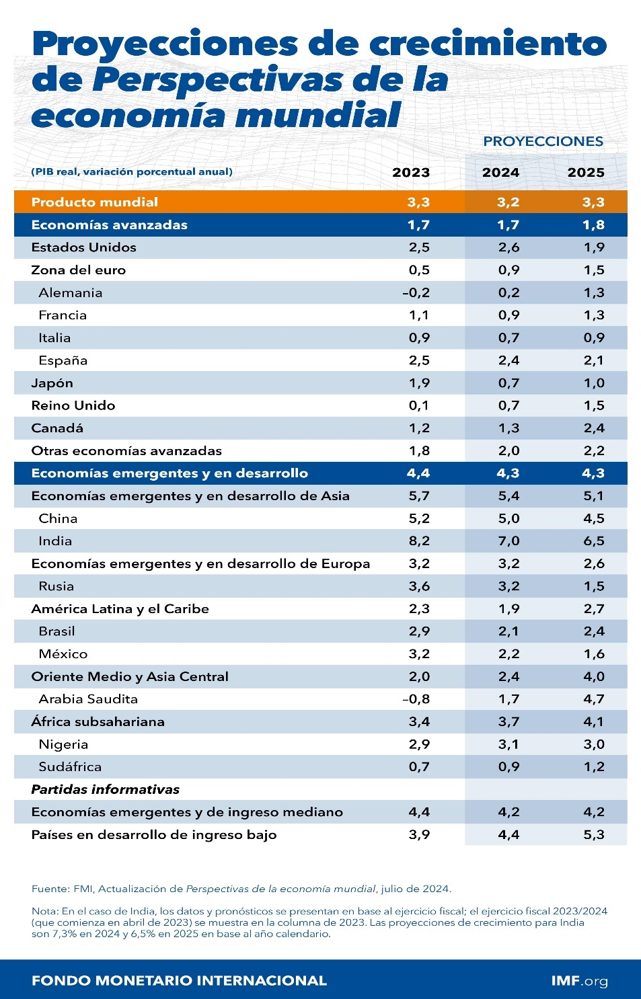 Proyecciones de crecimiento
de Perspectivas de la
economía mundial
PROYECCIONES
(PIB real, variación porcentual anual) 2023 2024 2025
Producto mundial 3,3 3,2 3,3
Economías avanzadas 1,7 1,7 1,8
Estados Unidos 2,5 2,6 1,9
Zona del euro 0,5 0,9 1,5
Alemania –0,2 0,2 1,3
Francia 1,1 0,9 1,3
Italia 0,9 0,7 0,9
España 2,5 2,4 2,1
Japón 1,9 0,7 1,0
Reino Unido 0,1 0,7 1,5
Canadá 1,2 1,3 2,4
Otras economías avanzadas 1,8 2,0 2,2
Economías emergentes y en desarrollo 4,4 4,3 4,3
Economías emergentes y en desarrollo de Asia 5,7 5,4 5,1
China 5,2 5,0 4,5
India 8,2 7,0 6,5
Economías emergentes y en desarrollo de Europa 3,2 3,2 2,6
Rusia 3,6 3,2 1,5
América Latina y el Caribe 2,3 1,9 2,7
Brasil 2,9 2,1 2,4
México 3,2 2,2 1,6
Oriente Medio y Asia Central 2,0 2,4 4,0
Arabia Saudita –0,8 1,7 4,7
África subsahariana 3,4 3,7 4,1
Nigeria 2,9 3,1 3,0
Sudáfrica 0,7 0,9 1,2
Partidas informativas
Economías emergentes y de ingreso mediano 4,4 4,2 4,2
Países en desarrollo de ingreso bajo 3,9 4,4 5,3
Fuente: FMI, Actualización de Perspectivas de la economía mundial, julio de 2024.
Nota: En el caso de India, los datos y pronósticos se presentan en base al ejercicio fiscal; el ejercicio fiscal 2023/2024
(que comienza en abril de 2023) se muestra en la columna de 2023. Las proyecciones de crecimiento para India
son 7,3% en 2024 y 6,5% en 2025 en base al año calendario.
FONDO MONETARIO INTERNACIONAL IMF.org